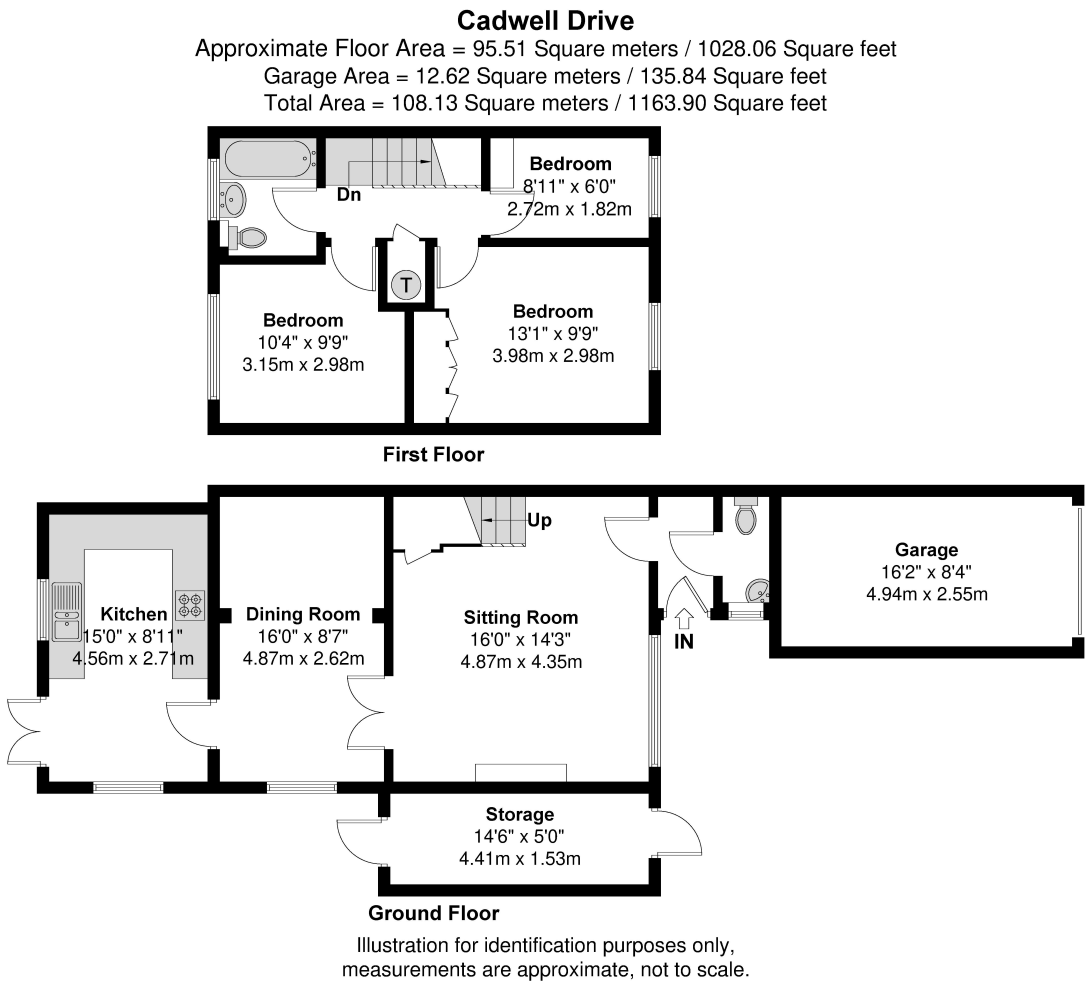 Cadwell Drive
Approximate Floor Area = 95.51 Square meters / 1028.06 Square feet
Garage Area = 12.62 Square meters / 135.84 Square feet
Total Area = 108.13 Square meters / 1163.90 Square feet
Bedroom
8'11" x 6'0"
2.72m x 1.82m
Dn
T
Bedroom
10'4" x 9'9"
3.15m x 2.98m
Bedroom
13'1" x 9'9"
3.98m x 2.98m
First Floor
Up
Kitchen
15'0" x 8'11"
4.56m x 2.71m
Dining Room
16'0" x 8'7"
4.87m x 2.62m
Sitting Room
16'0" x 14'3"
4.87m x 4.35m
IN
Garage
16'2" x 8'4"
4.94m x 2.55m
Storage
14'6" x 5'0"
4.41m x 1.53m
Ground Floor
Illustration for identification purposes only,
measurements are approximate, not to scale.